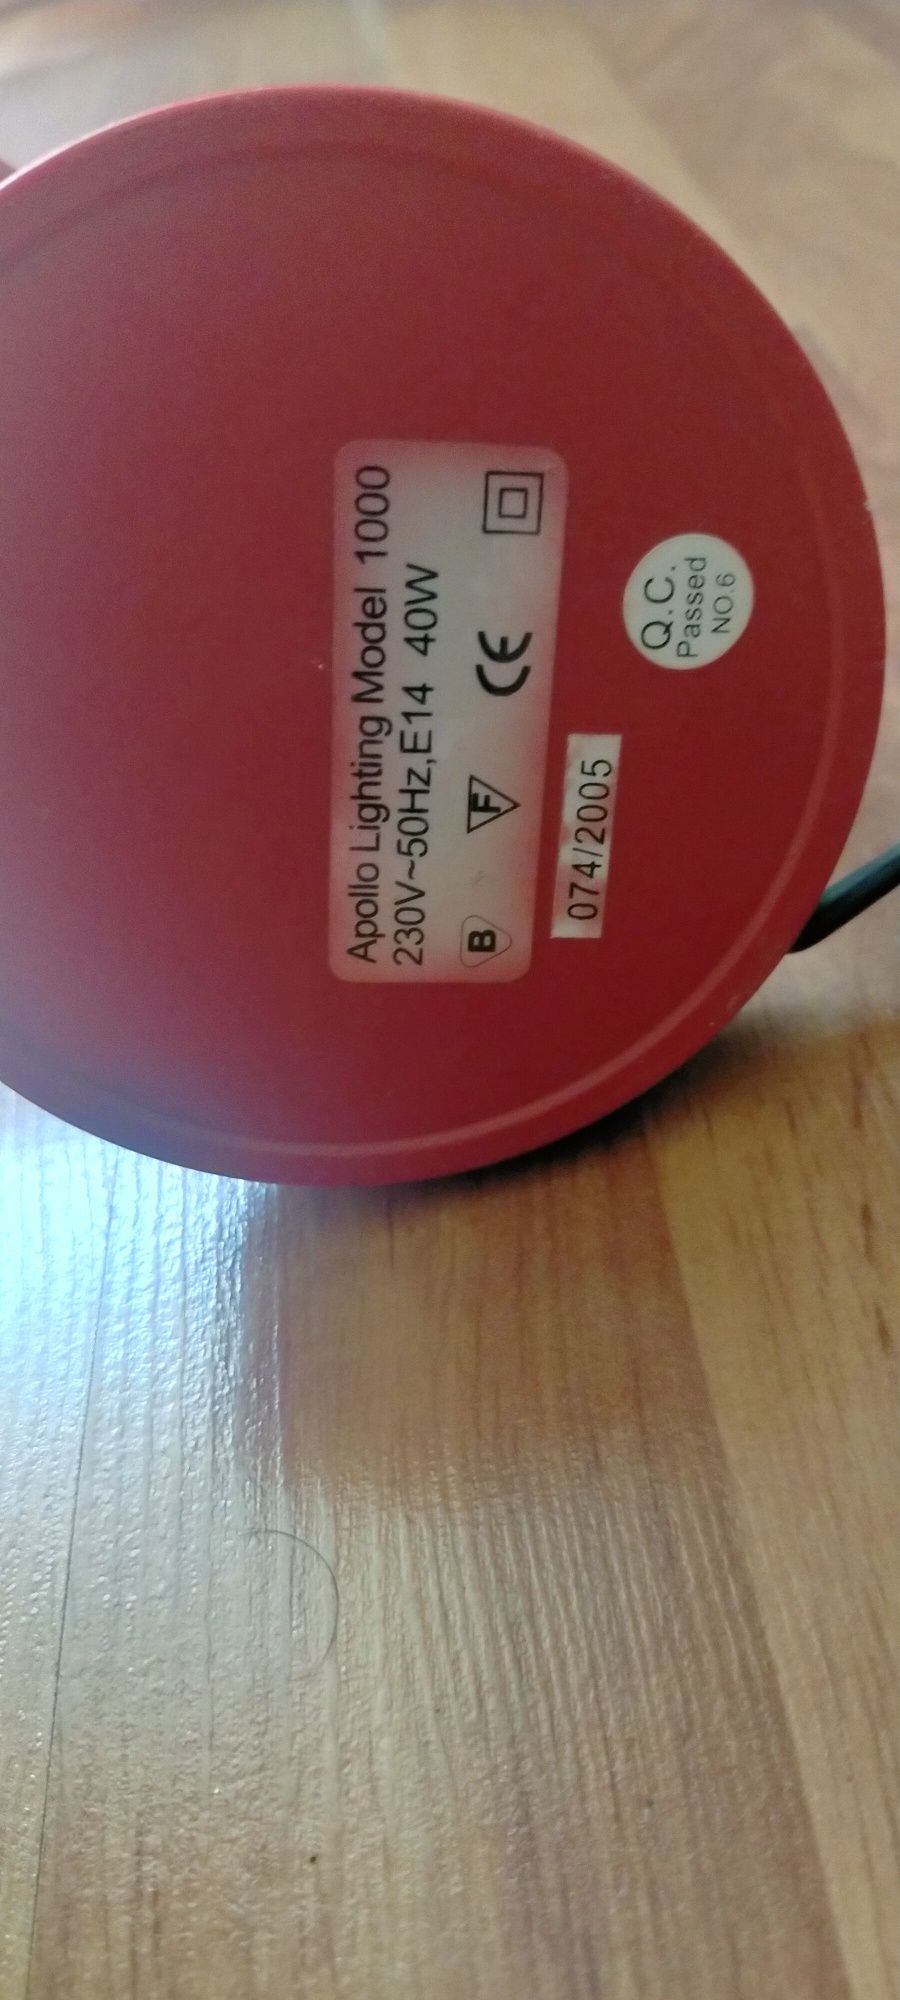 Apollo Lighting Model 1000
230V~50Hz,E14 40W
B F CE
074/2005
Q.C.
Passed
NO.6